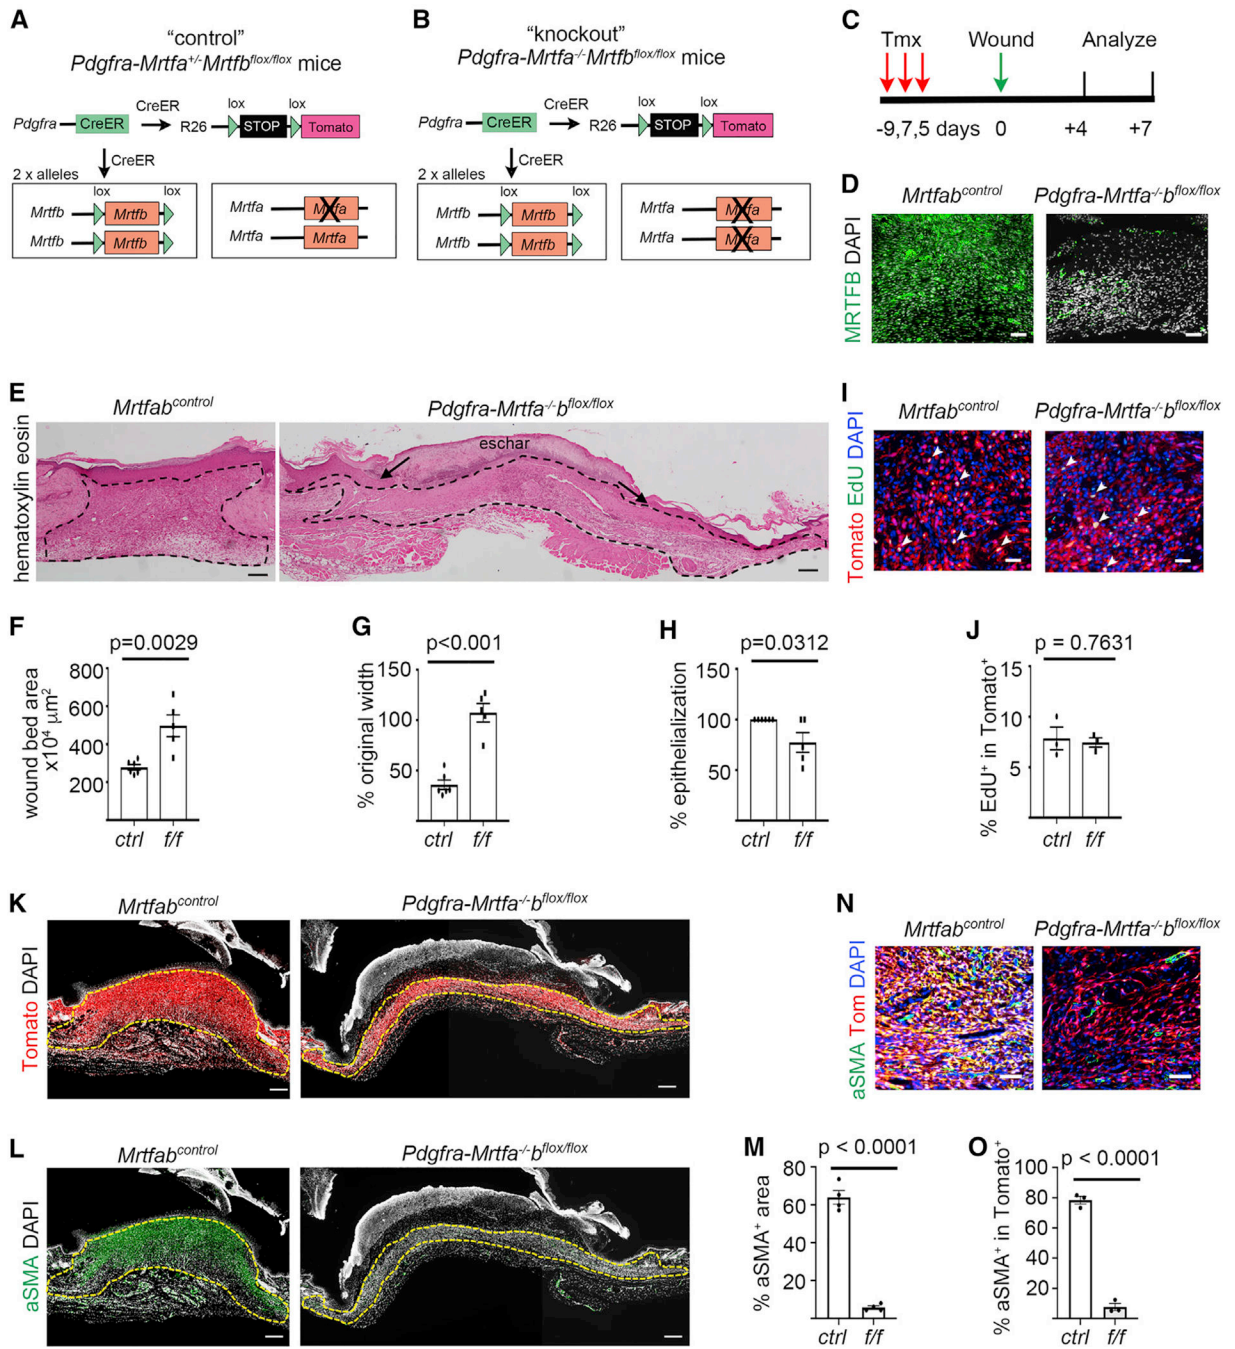 A
"control"
Pdgfra-Mrtfa+/-Mrtfbflox/flox mice
Pdgfra
CreER
CreER
R26
lox
STOP
lox
Tomato
CreER
2 x alleles
lox
lox
Mrtfb
Mrtfb
Mrtfb
Mrtfb
Mrtfa
Mrtfa
Mrtfa
Mrtfa
B
"knockout"
Pdgfra-Mrtfa-/-Mrtfbflox/flox mice
Pdgfra
CreER
CreER
R26
lox
STOP
lox
Tomato
CreER
2 x alleles
lox
lox
Mrtfb
Mrtfb
Mrtfb
Mrtfb
Mrtfa
Mrtfa
Mrtfa
Mrtfa
C
Tmx
Wound
Analyze
-9,7,5 days
0
+4
+7
D
Mrtfabcontrol
Pdgfra-Mrtfa-/-bflox/flox
MRTFB DAPI
E
Mrtfabcontrol
Pdgfra-Mrtfa-/-bflox/flox
hematoxylin eosin
eschar
I
Mrtfabcontrol
Pdgfra-Mrtfa-/-bflox/flox
Tomato EdU DAPI
F
p=0.0029
wound bed area
x10⁴ µm²
800
600
400
200
ctrl
f/f
G
p<0.001
% original width
150
100
50
ctrl
f/f
H
p=0.0312
% epithelialization
150
100
50
ctrl
f/f
J
p = 0.7631
% EdU+ in Tomato+
15
10
5
ctrl
f/f
K
Mrtfabcontrol
Pdgfra-Mrtfa-/-bflox/flox
Tomato DAPI
N
Mrtfabcontrol
Pdgfra-Mrtfa-/-bflox/flox
aSMA Tom DAPI
L
Mrtfabcontrol
Pdgfra-Mrtfa-/-bflox/flox
aSMA DAPI
M
p < 0.0001
% aSMA+ area
80
60
40
20
ctrl
f/f
O
p < 0.0001
% aSMA+ in Tomato+
100
80
60
40
20
ctrl
f/f